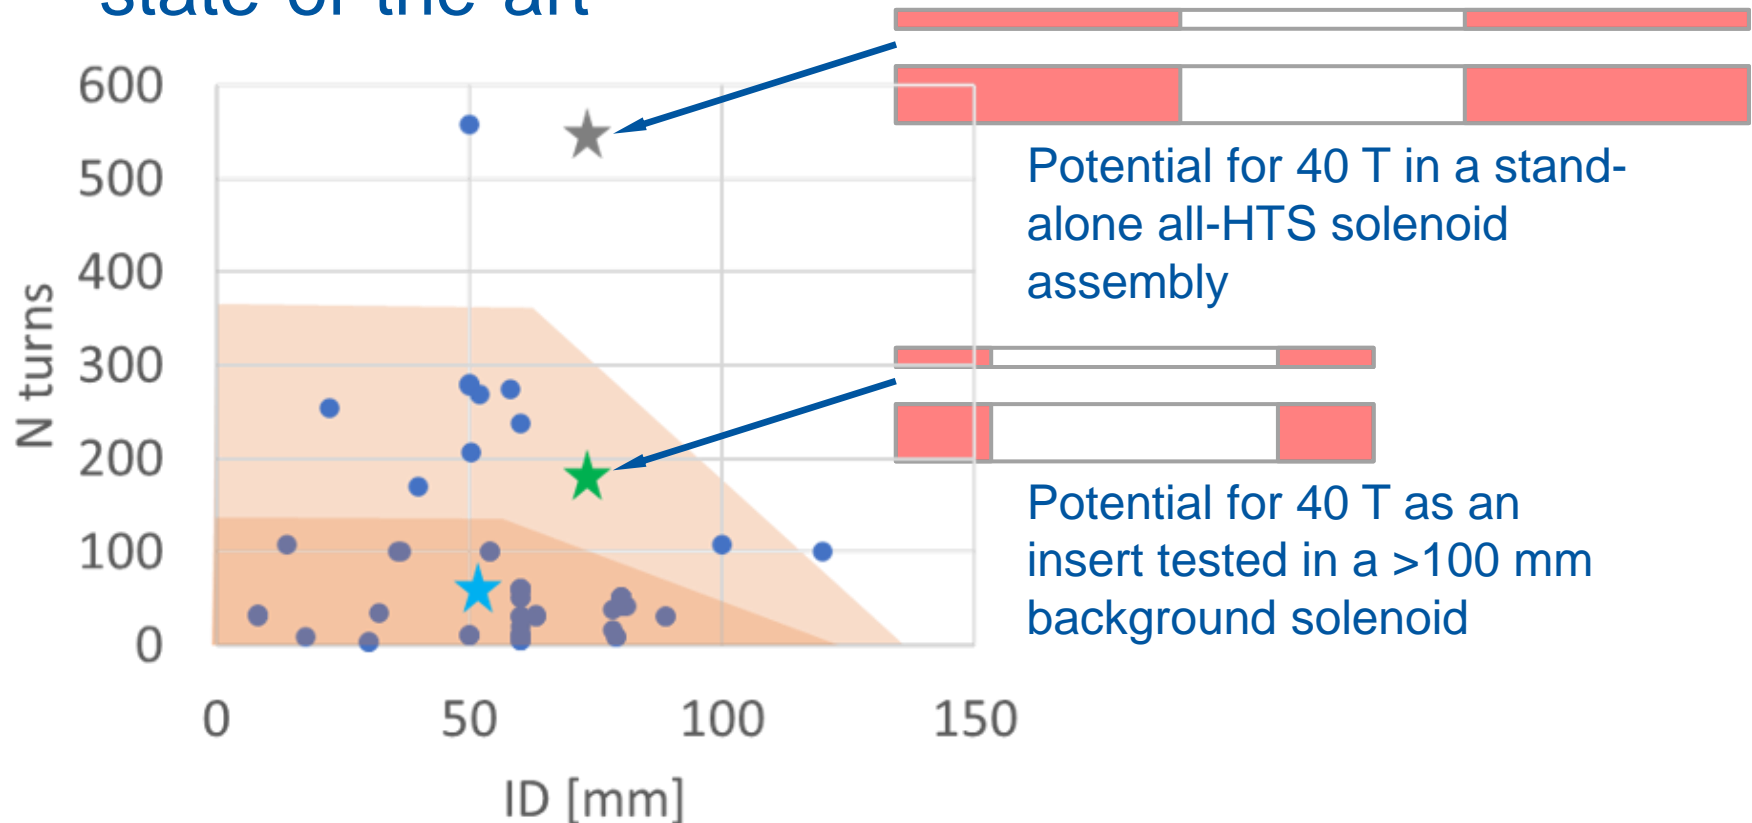 state of the art
600
500
400
300
200
100
0
N turns
0 50 100 150
ID [mm]
Potential for 40 T in a stand-
alone all-HTS solenoid
assembly
Potential for 40 T as an
insert tested in a >100 mm
background solenoid